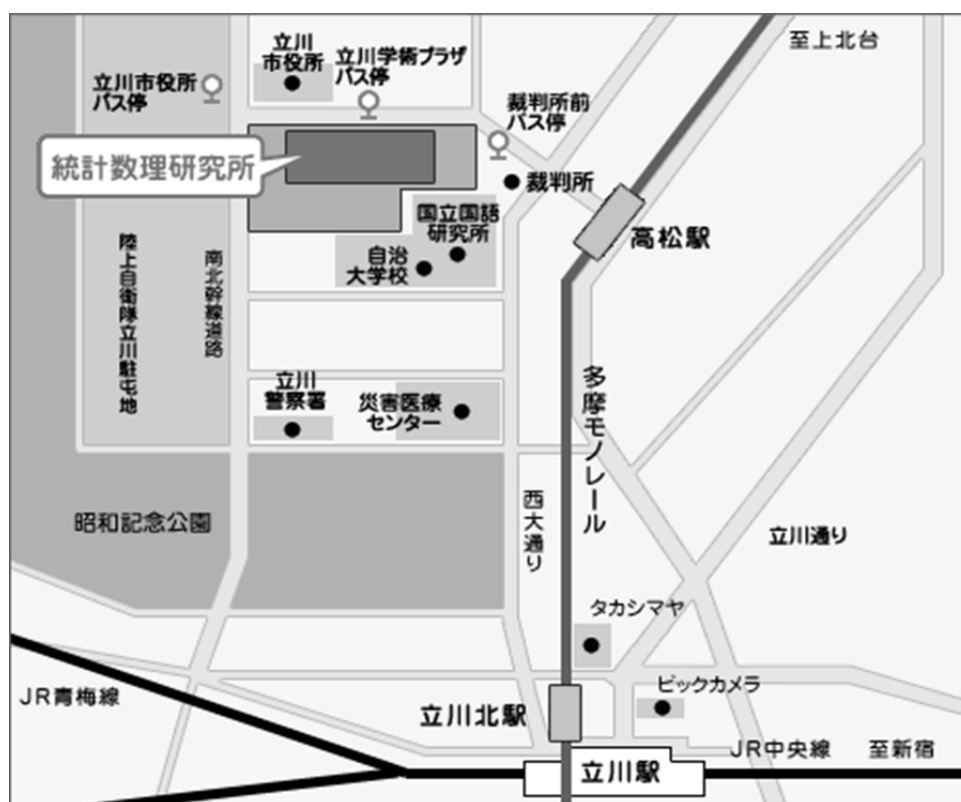 至上北台
立川
市役所
立川学術プラザ
バス停
立川市役所
バス停
裁判所前
バス停
統計数理研究所
裁判所
国立国語
研究所
高松駅
自治
大学校
陸上自衛隊立川駐屯地
南北幹線道路
立川
警察署
災害医療
センター
多摩モノレール
西大通り
昭和記念公園
立川通り
タカシマヤ
ビックカメラ
JR青梅線
立川北駅
JR中央線
至新宿
立川駅